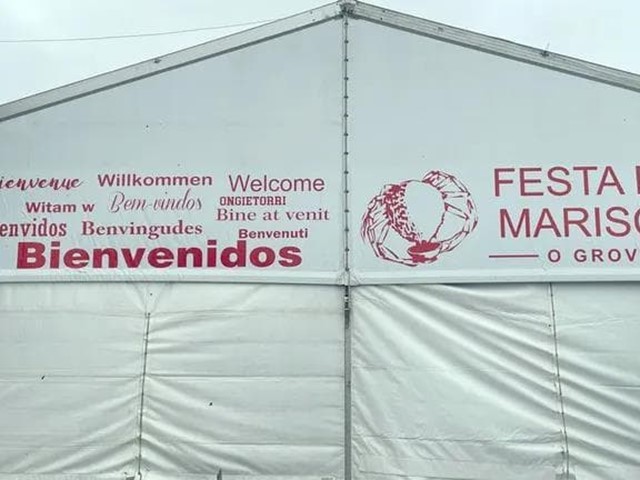 ienvenue Willkommen Welcome
Witam w Bem-vindos ONGIETORRI
envidos Benvingudes Bine at venit
Benvenuti
Bienvenidos
FESTA
MARISC
O GROV